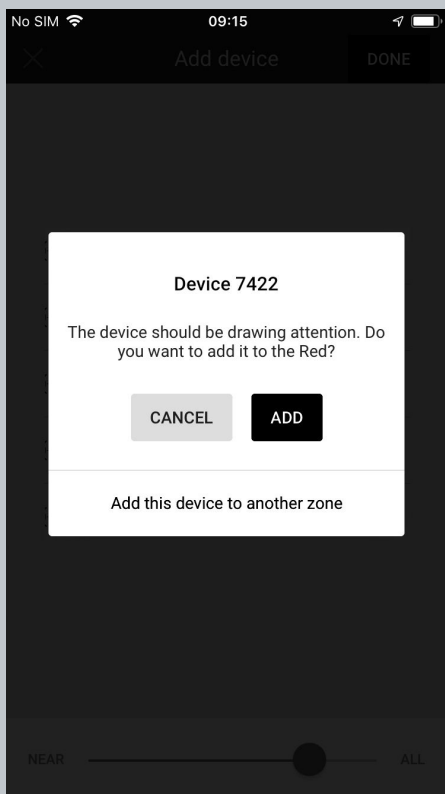 No SIM 09:15
Add device DONE
Device 7422
The device should be drawing attention. Do
you want to add it to the Red?
CANCEL ADD
Add this device to another zone
NEAR ALL